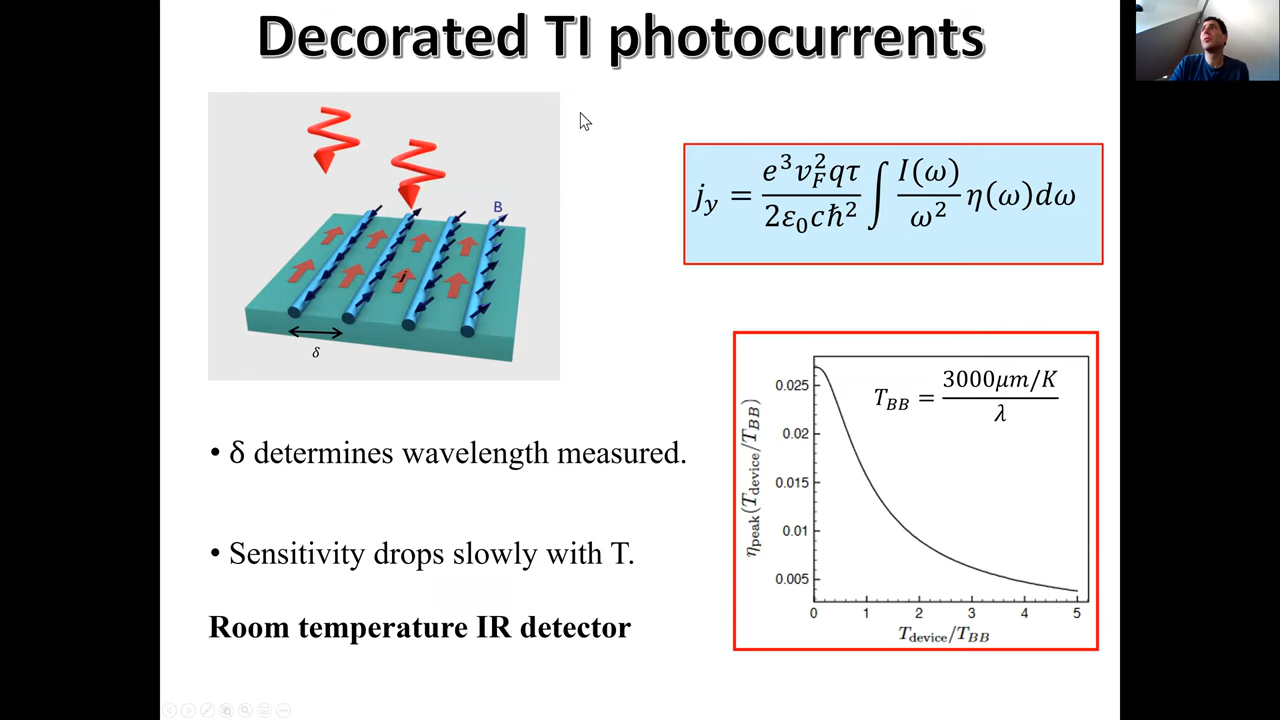 Decorated TI photocurrents
B
j
δ
j_y = e³v_F²qτ / 2ε₀cħ² ∫ I(ω) / ω² η(ω)dω
• δ determines wavelength measured.
• Sensitivity drops slowly with T.
Room temperature IR detector
T_BB = 3000μm/K / λ
η_peak(T_device/T_BB)
0.025
0.02
0.015
0.01
0.005
0 1 2 3 4 5
T_device/T_BB